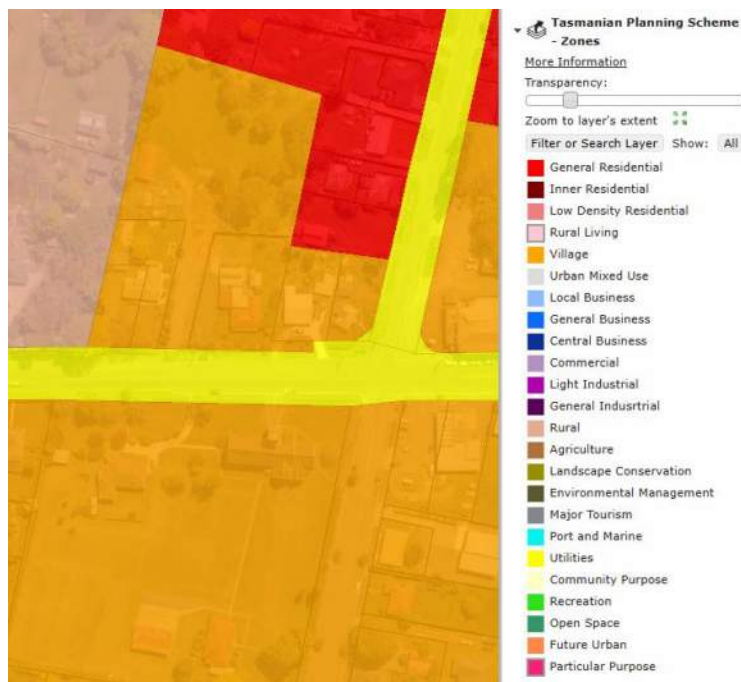 Tasmanian Planning Scheme
- Zones
More Information
Transparency:
Zoom to layer's extent
Filter or Search Layer Show: All
General Residential
Inner Residential
Low Density Residential
Rural Living
Village
Urban Mixed Use
Local Business
General Business
Central Business
Commercial
Light Industrial
General Indusrtrial
Rural
Agriculture
Landscape Conservation
Environmental Management
Major Tourism
Port and Marine
Utilities
Community Purpose
Recreation
Open Space
Future Urban
Particular Purpose